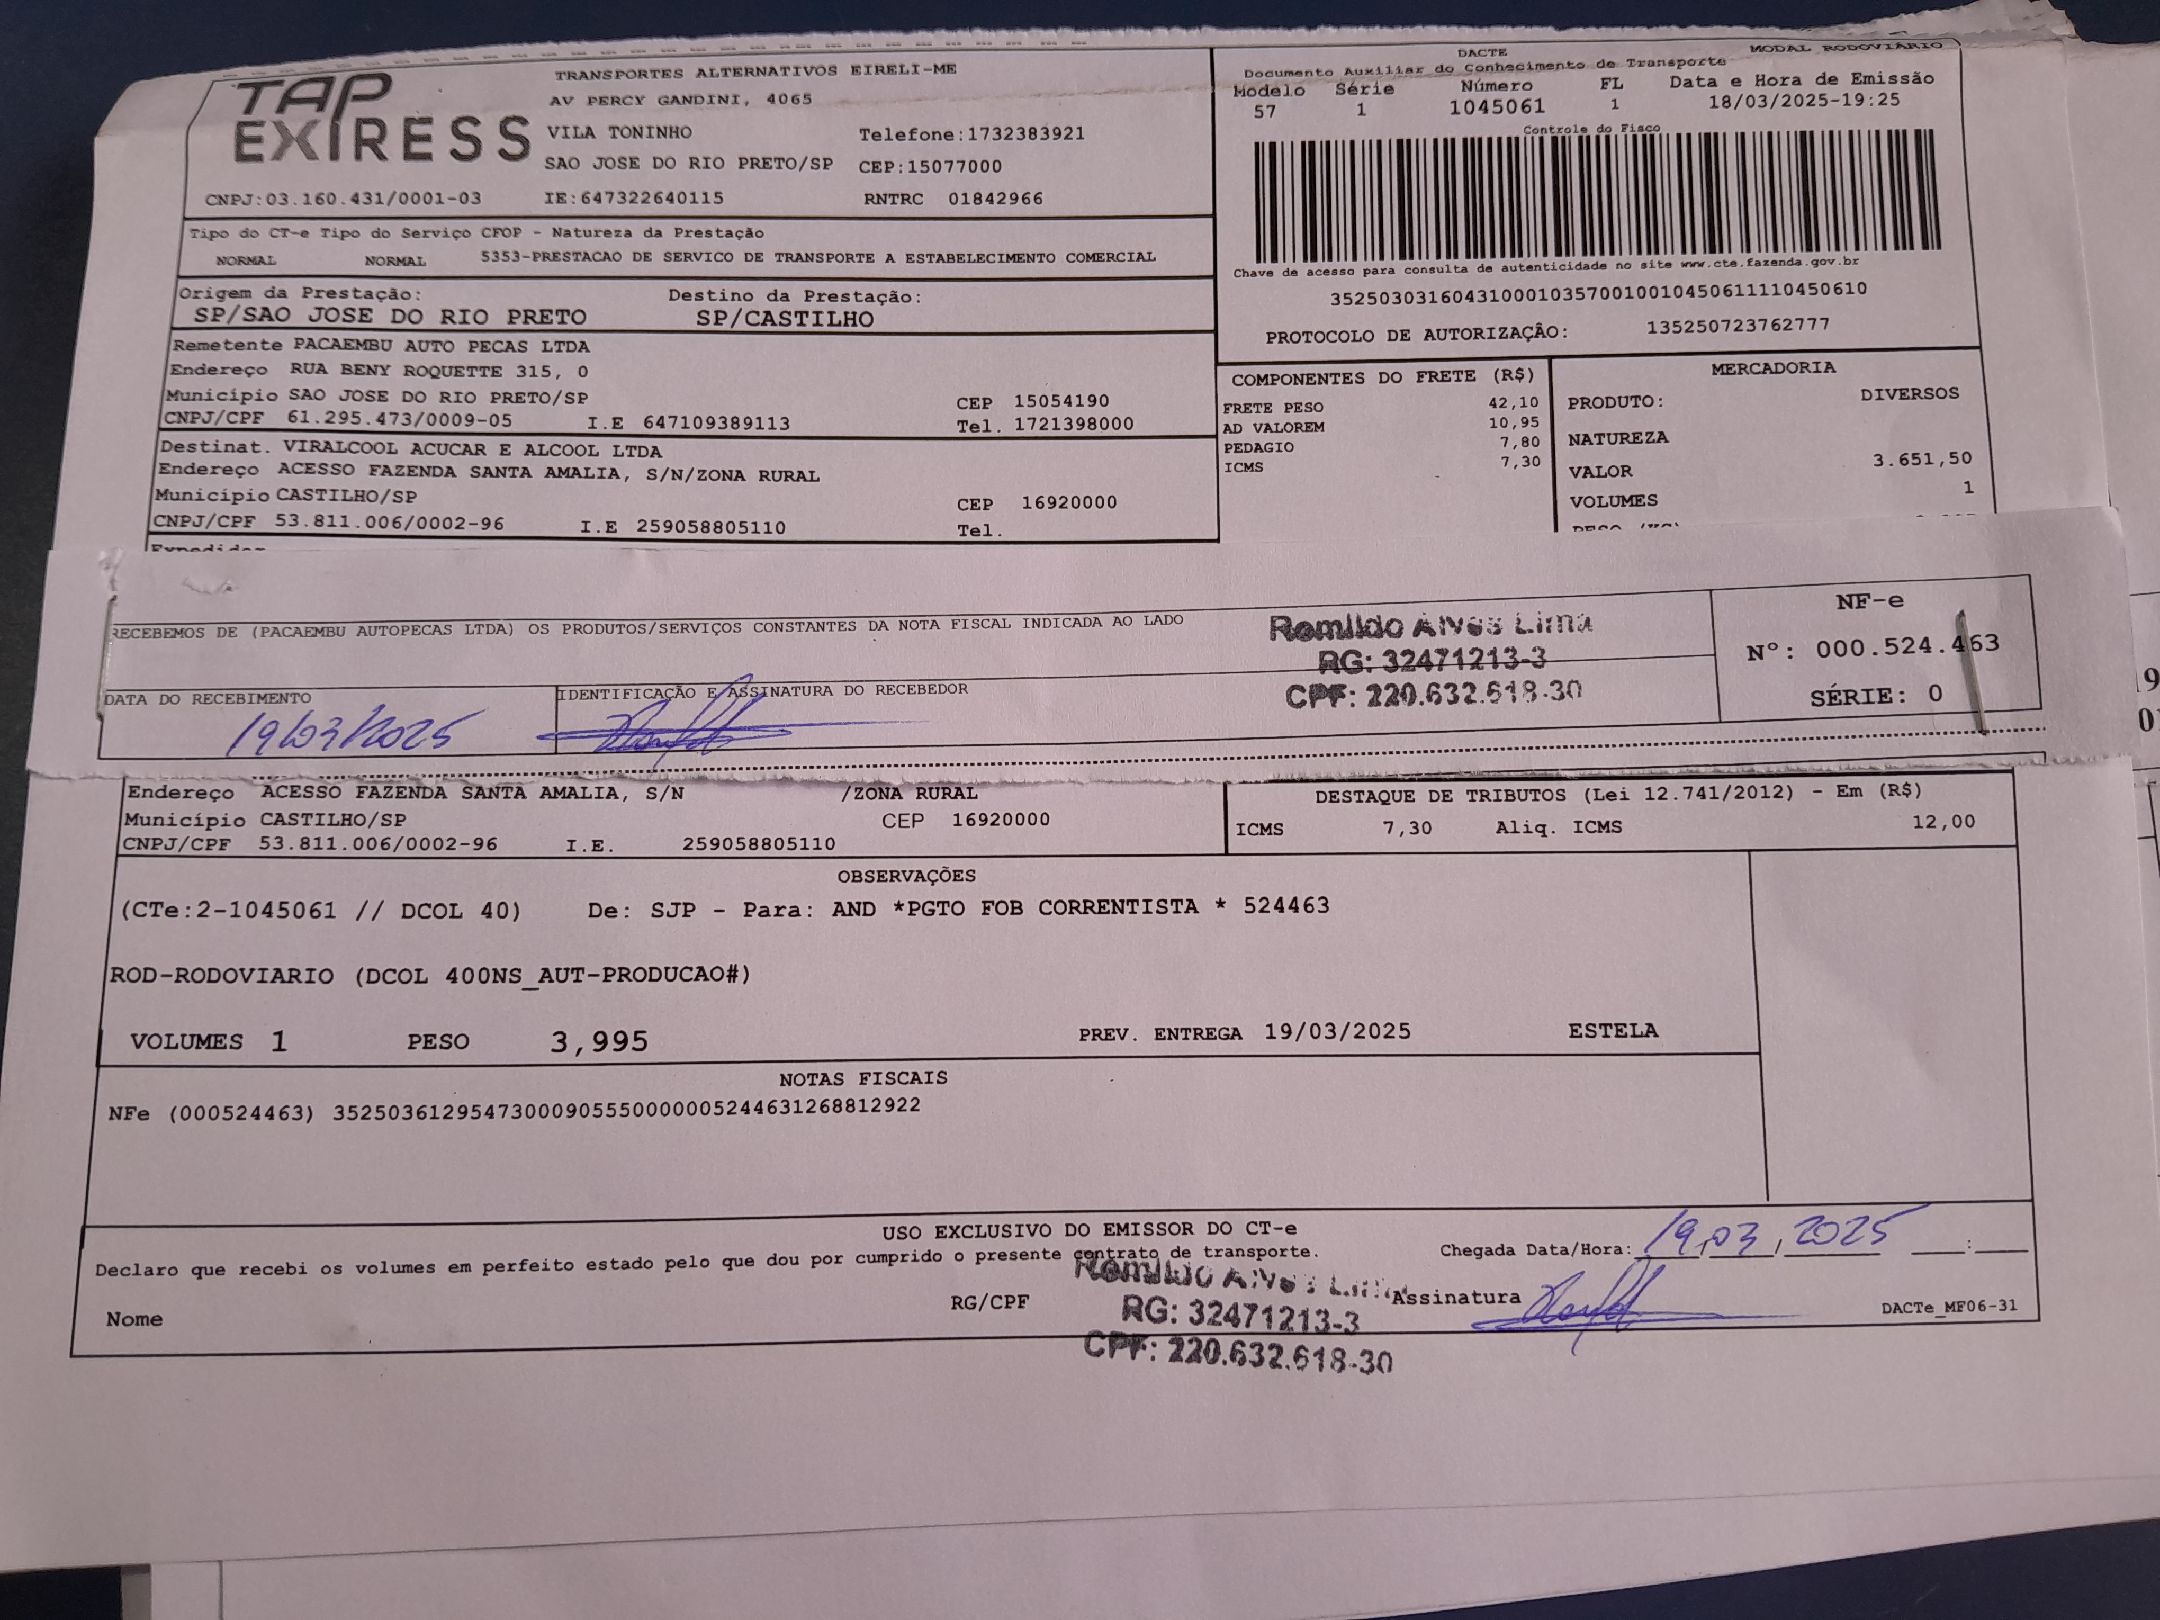 TAP
EXPRESS
TRANSPORTES ALTERNATIVOS EIRELI-ME
AV PERCY GANDINI, 4065
VILA TONINHO Telefone:1732383921
SAO JOSE DO RIO PRETO/SP CEP:15077000
CNPJ:03.160.431/0001-03 IE:647322640115 RNTRC 01842966
DACTE MODAL RODOVIÁRIO
Documento Auxiliar do Conhecimento de Transporte
Modelo Série Número FL Data e Hora de Emissão
57 1 1045061 1 18/03/2025-19:25
Controle do Fisco
Chave de acesso para consulta de autenticidade no site www.cte.fazenda.gov.br
35250303160431000103570010010450611110450610
PROTOCOLO DE AUTORIZAÇÃO: 135250723762777
Tipo do CT-e Tipo do Serviço CFOP - Natureza da Prestação
NORMAL NORMAL 5353-PRESTACAO DE SERVICO DE TRANSPORTE A ESTABELECIMENTO COMERCIAL
Origem da Prestação: Destino da Prestação:
SP/SAO JOSE DO RIO PRETO SP/CASTILHO
Remetente PACAEMBU AUTO PECAS LTDA
Endereço RUA BENY ROQUETTE 315, 0
Município SAO JOSE DO RIO PRETO/SP CEP 15054190
CNPJ/CPF 61.295.473/0009-05 I.E 647109389113 Tel. 1721398000
Destinat. VIRALCOOL ACUCAR E ALCOOL LTDA
Endereço ACESSO FAZENDA SANTA AMALIA, S/N/ZONA RURAL
Município CASTILHO/SP CEP 16920000
CNPJ/CPF 53.811.006/0002-96 I.E 259058805110 Tel.
COMPONENTES DO FRETE (R$)
FRETE PESO 42,10
AD VALOREM 10,95
PEDAGIO 7,80
ICMS 7,30
MERCADORIA
PRODUTO: DIVERSOS
NATUREZA
VALOR 3.651,50
VOLUMES 1
RECEBEMOS DE (PACAEMBU AUTOPECAS LTDA) OS PRODUTOS/SERVIÇOS CONSTANTES DA NOTA FISCAL INDICADA AO LADO
Romildo Alves Lima
RG: 32471213-3
CPF: 220.632.618-30
NF-e
Nº: 000.524.463
SÉRIE: 0
DATA DO RECEBIMENTO IDENTIFICAÇÃO E ASSINATURA DO RECEBEDOR
19/03/2025
Endereço ACESSO FAZENDA SANTA AMALIA, S/N /ZONA RURAL
Município CASTILHO/SP CEP 16920000
CNPJ/CPF 53.811.006/0002-96 I.E. 259058805110
DESTAQUE DE TRIBUTOS (Lei 12.741/2012) - Em (R$)
ICMS 7,30 Aliq. ICMS 12,00
OBSERVAÇÕES
(CTe:2-1045061 // DCOL 40) De: SJP - Para: AND *PGTO FOB CORRENTISTA * 524463
ROD-RODOVIARIO (DCOL 400NS_AUT-PRODUCAO#)
VOLUMES 1 PESO 3,995 PREV. ENTREGA 19/03/2025 ESTELA
NOTAS FISCAIS
NFe (000524463) 35250361295473000905550000005244631268812922
USO EXCLUSIVO DO EMISSOR DO CT-e
Declaro que recebi os volumes em perfeito estado pelo que dou por cumprido o presente contrato de transporte.
Chegada Data/Hora: 19,03,2025 :
Nome RG/CPF
Romildo Alves Lima
RG: 32471213-3
CPF: 220.632.618-30
Assinatura
DACTe_MF06-31